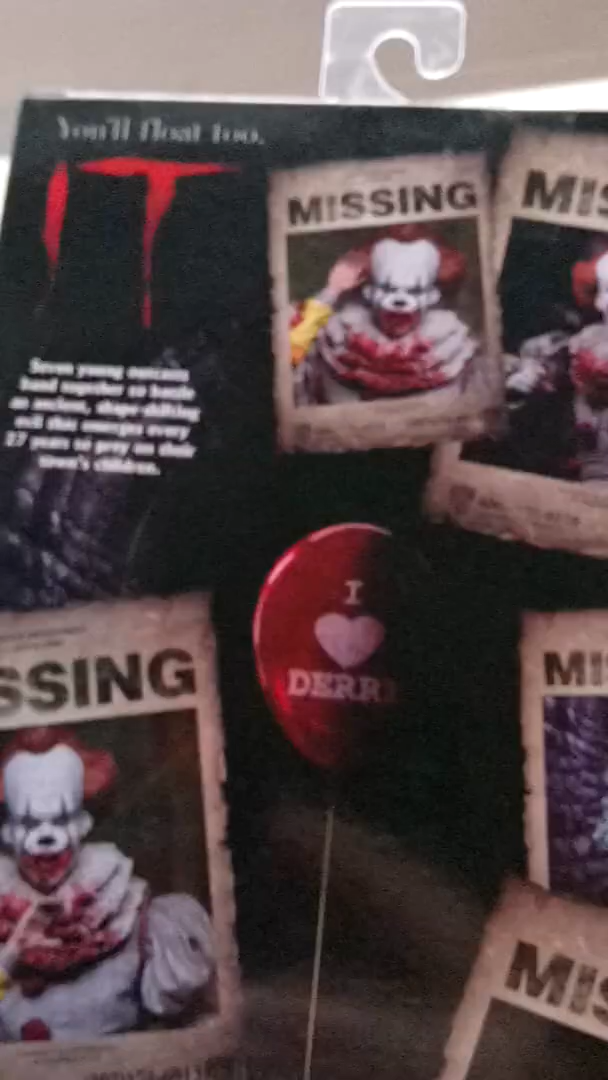 You'll float too.
IT
Seven young outcasts
band together to battle
an ancient, shape-shifting
evil that emerges every
27 years to prey on their
town's children.
MISSING
MIS
I
DERR
SSING
MI
MIS